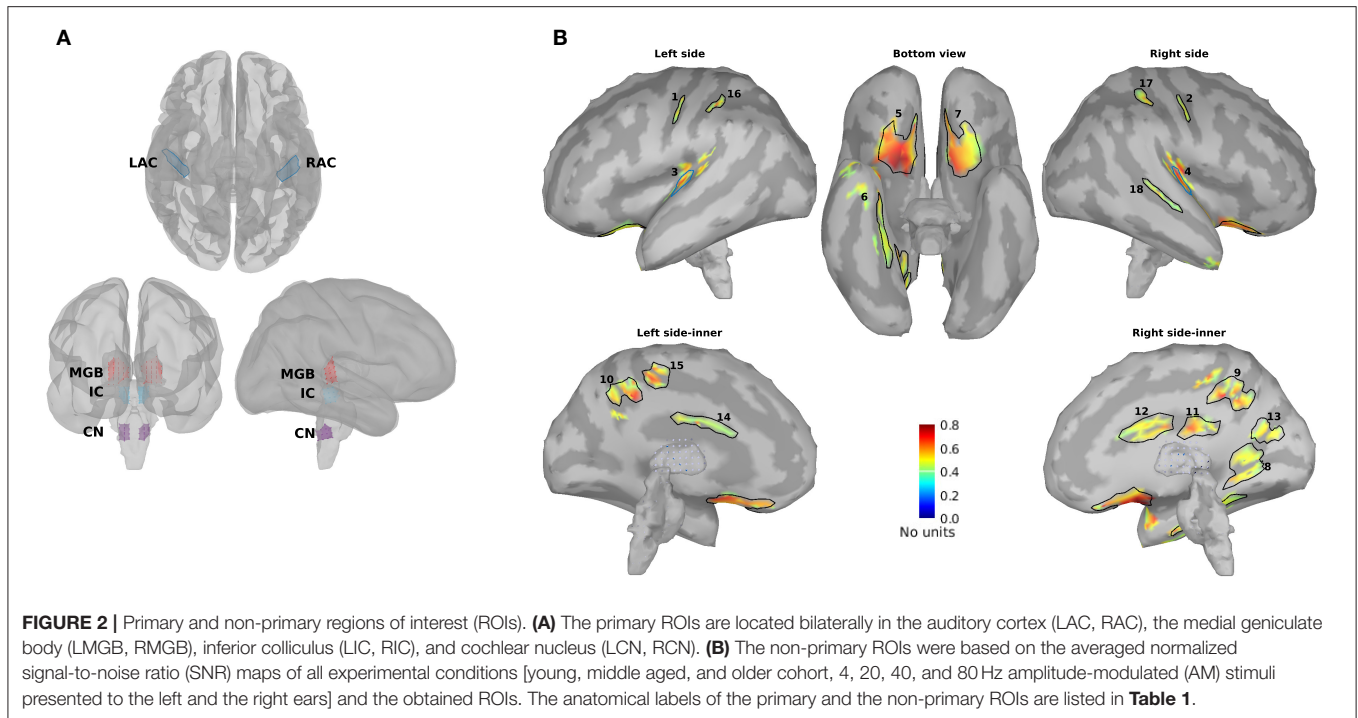 A
B
Left side
Bottom view
Right side
LAC
RAC
1
16
5
7
17
2
3
4
6
18
MGB
IC
CN
MGB
IC
CN
Left side-inner
Right side-inner
10
15
14
9
12
11
13
8
0.8
0.6
0.4
0.2
0.0
No units
FIGURE 2 | Primary and non-primary regions of interest (ROIs). (A) The primary ROIs are located bilaterally in the auditory cortex (LAC, RAC), the medial geniculate
body (LMGB, RMGB), inferior colliculus (LIC, RIC), and cochlear nucleus (LCN, RCN). (B) The non-primary ROIs were based on the averaged normalized
signal-to-noise ratio (SNR) maps of all experimental conditions [young, middle aged, and older cohort, 4, 20, 40, and 80 Hz amplitude-modulated (AM) stimuli
presented to the left and the right ears] and the obtained ROIs. The anatomical labels of the primary and the non-primary ROIs are listed in Table 1.